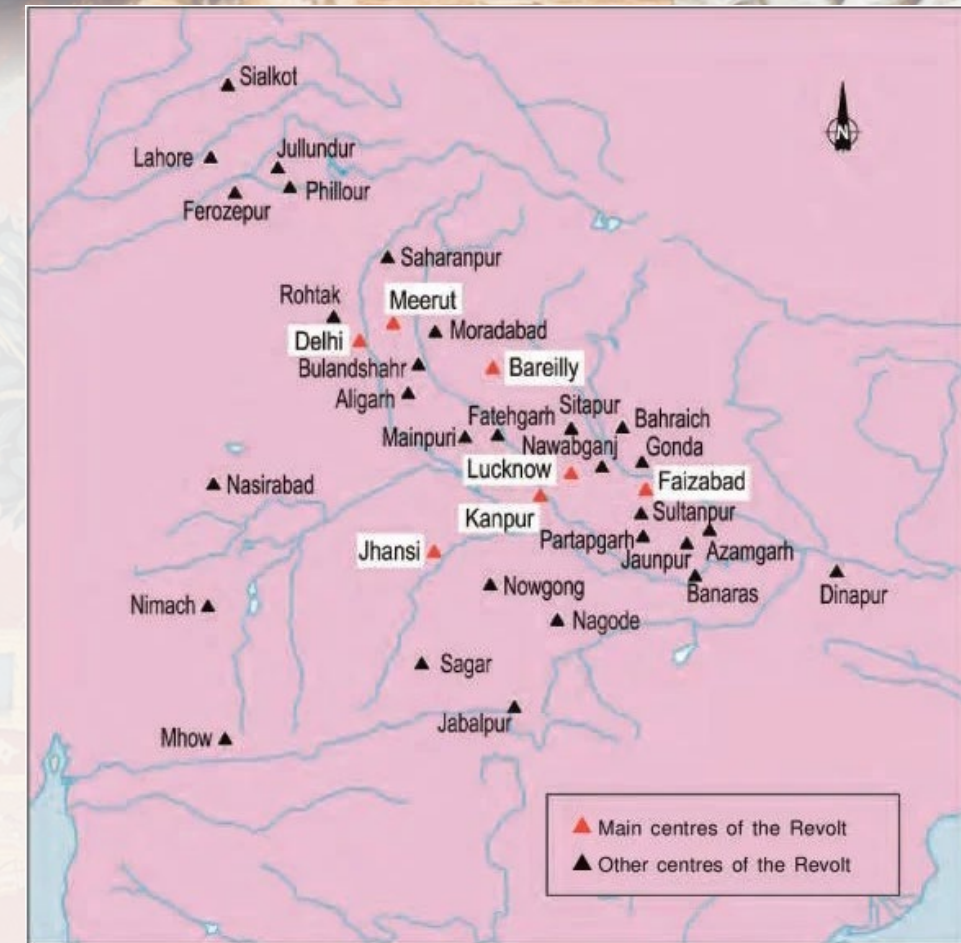 Sialkot
N
Lahore
Jullundur
Phillour
Ferozepur
Saharanpur
Rohtak
Meerut
Delhi
Moradabad
Bulandshahr
Bareilly
Aligarh
Fatehgarh
Sitapur
Bahraich
Mainpuri
Nawabganj
Gonda
Lucknow
Faizabad
Nasirabad
Kanpur
Sultanpur
Partapgarh
Jhansi
Jaunpur
Azamgarh
Nowgong
Banaras
Dinapur
Nimach
Nagode
Sagar
Jabalpur
Mhow
Main centres of the Revolt
Other centres of the Revolt